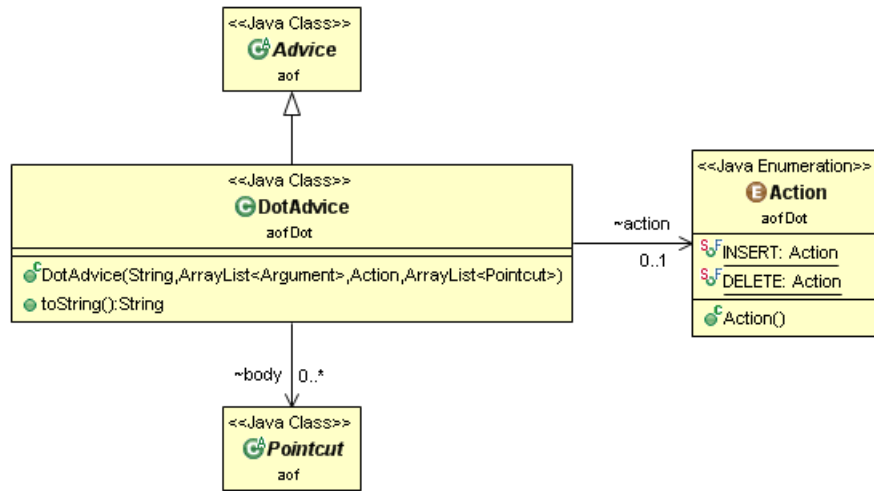 <<Java Class>>
Advice
aof
<<Java Class>>
DotAdvice
aofDot
DotAdvice(String,ArrayList<Argument>,Action,ArrayList<Pointcut>)
toString():String
~action
0..1
<<Java Enumeration>>
Action
aofDot
INSERT: Action
DELETE: Action
Action()
~body 0..*
<<Java Class>>
Pointcut
aof